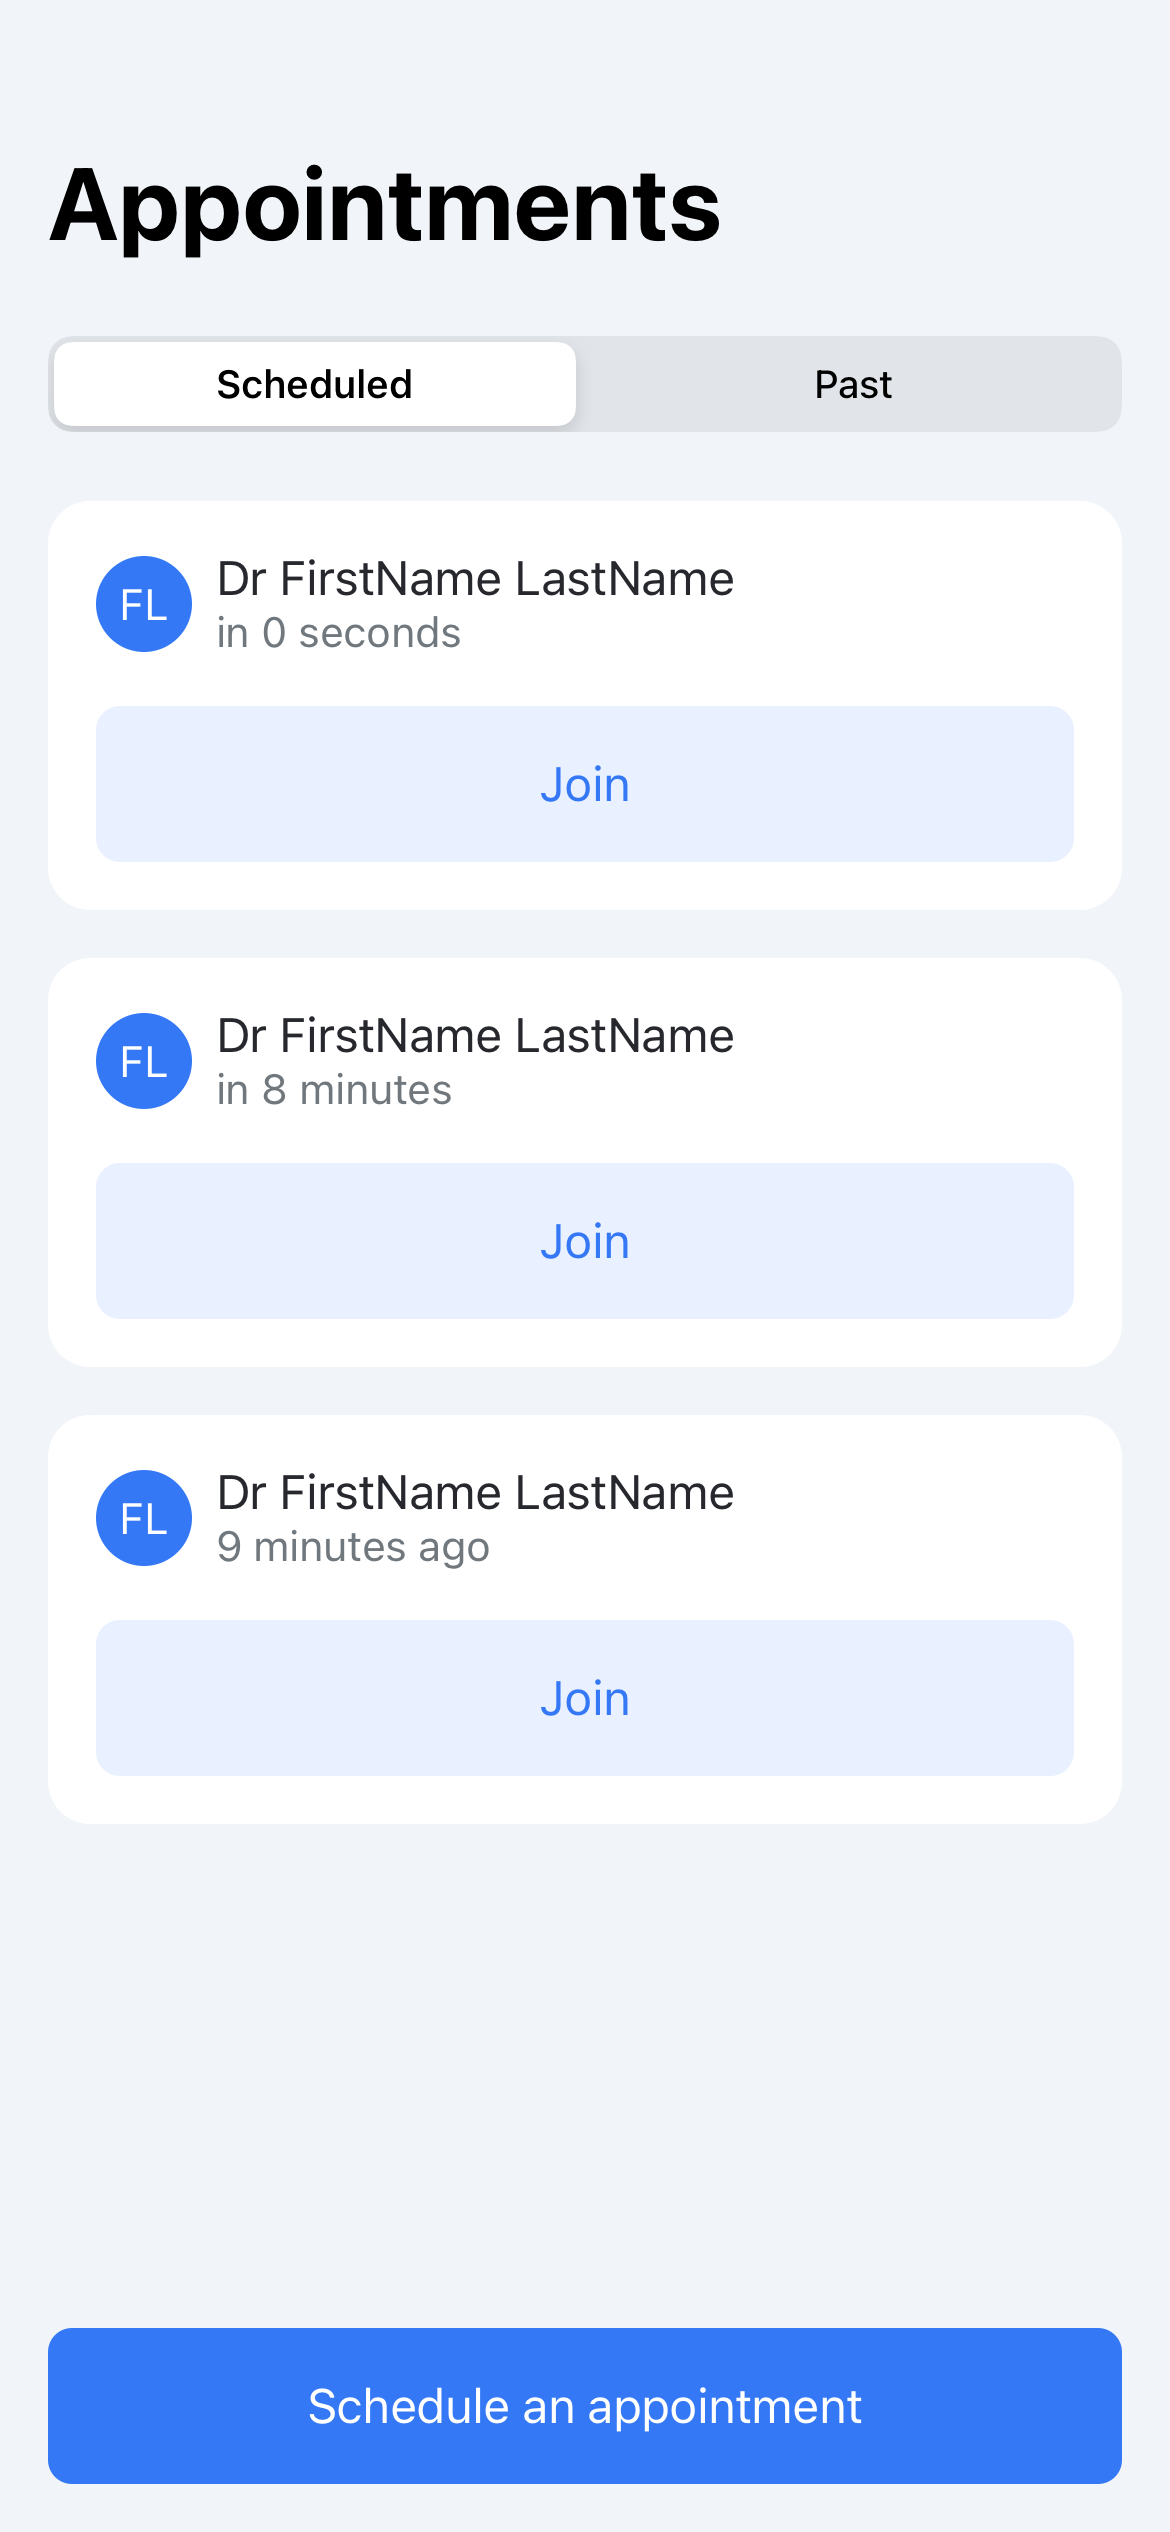 Appointments
Scheduled
Past
FL
Dr FirstName LastName
in 0 seconds
Join
FL
Dr FirstName LastName
in 8 minutes
Join
FL
Dr FirstName LastName
9 minutes ago
Join
Schedule an appointment